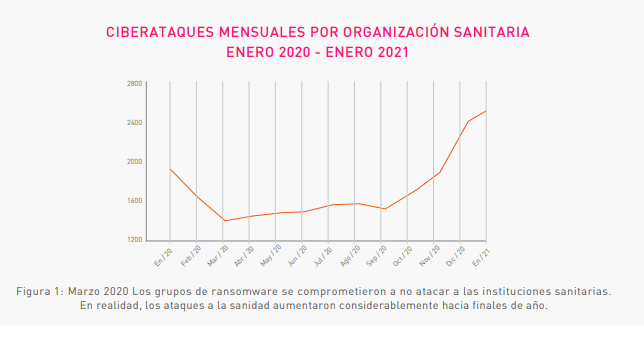 CIBERATAQUES MENSUALES POR ORGANIZACIÓN SANITARIA
ENERO 2020 - ENERO 2021
2800
2400
2000
1600
1200
En / 20
Feb / 20
Mar / 20
Abr / 20
May / 20
Jun / 20
Jul / 20
Ago / 20
Sep / 20
Oct / 20
Nov / 20
Dic / 20
En / 21
Figura 1: Marzo 2020 Los grupos de ransomware se comprometieron a no atacar a las instituciones sanitarias.
En realidad, los ataques a la sanidad aumentaron considerablemente hacia finales de año.